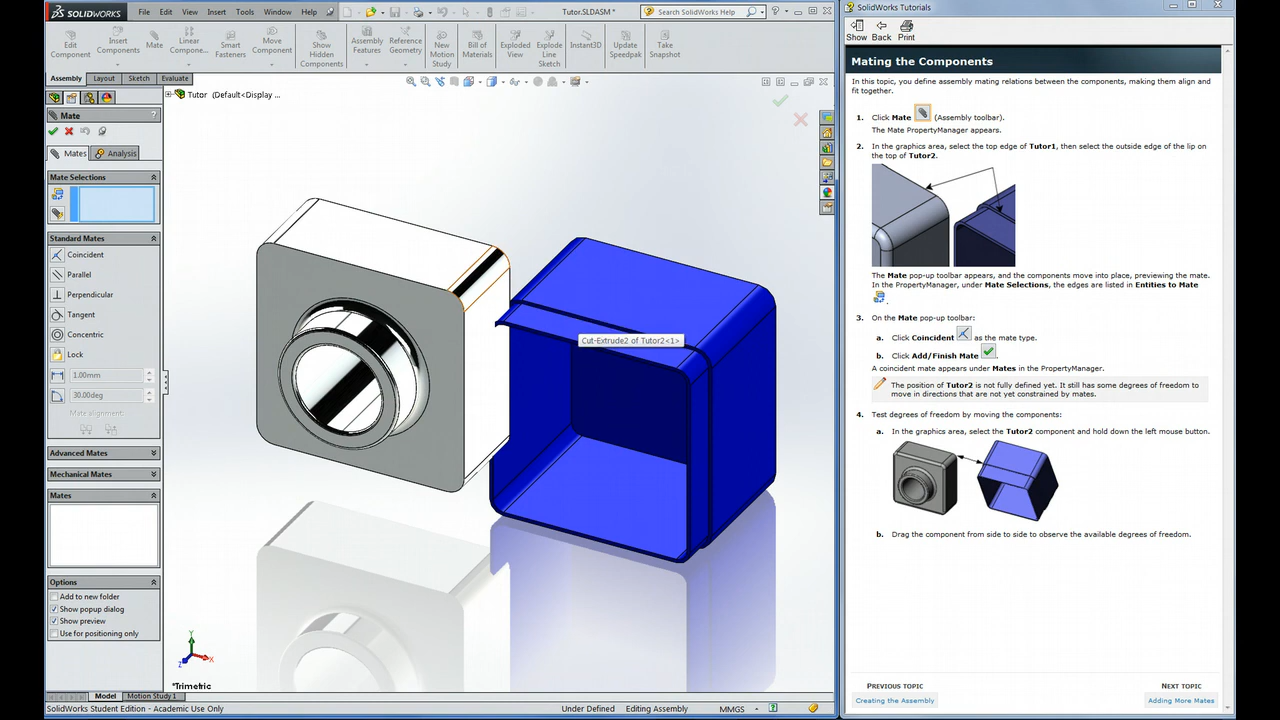 SOLIDWORKS
File
Edit
View
Insert
Tools
Window
Help
Tutor.SLDASM *
Search SolidWorks Help
Edit
Component
Insert
Components
Mate
Linear
Compone...
Smart
Fasteners
Move
Component
Show
Hidden
Components
Assembly
Features
Reference
Geometry
New
Motion
Study
Bill of
Materials
Exploded
View
Explode
Line
Sketch
Instant3D
Update
Speedpak
Take
Snapshot
Assembly
Layout
Sketch
Evaluate
Mate
?
Mates
Analysis
Mate Selections
Standard Mates
Coincident
Parallel
Perpendicular
Tangent
Concentric
Lock
1.00mm
30.00deg
Mate alignment:
Advanced Mates
Mechanical Mates
Mates
Options
Add to new folder
Show popup dialog
Show preview
Use for positioning only
Tutor (Default<Display ...
Cut-Extrude2 of Tutor2<1>
Y
X
Z
*Trimetric
Model
Motion Study 1
SolidWorks Student Edition - Academic Use Only
Under Defined
Editing Assembly
MMGS
SolidWorks Tutorials
Show
Back
Print
Mating the Components
In this topic, you define assembly mating relations between the components, making them align and
fit together.
1. Click Mate (Assembly toolbar).
The Mate PropertyManager appears.
2. In the graphics area, select the top edge of Tutor1, then select the outside edge of the lip on
the top of Tutor2.
The Mate pop-up toolbar appears, and the components move into place, previewing the mate.
In the PropertyManager, under Mate Selections, the edges are listed in Entities to Mate
.
3. On the Mate pop-up toolbar:
a. Click Coincident as the mate type.
b. Click Add/Finish Mate .
A coincident mate appears under Mates in the PropertyManager.
The position of Tutor2 is not fully defined yet. It still has some degrees of freedom to
move in directions that are not yet constrained by mates.
4. Test degrees of freedom by moving the components:
a. In the graphics area, select the Tutor2 component and hold down the left mouse button.
b. Drag the component from side to side to observe the available degrees of freedom.
PREVIOUS TOPIC
Creating the Assembly
NEXT TOPIC
Adding More Mates